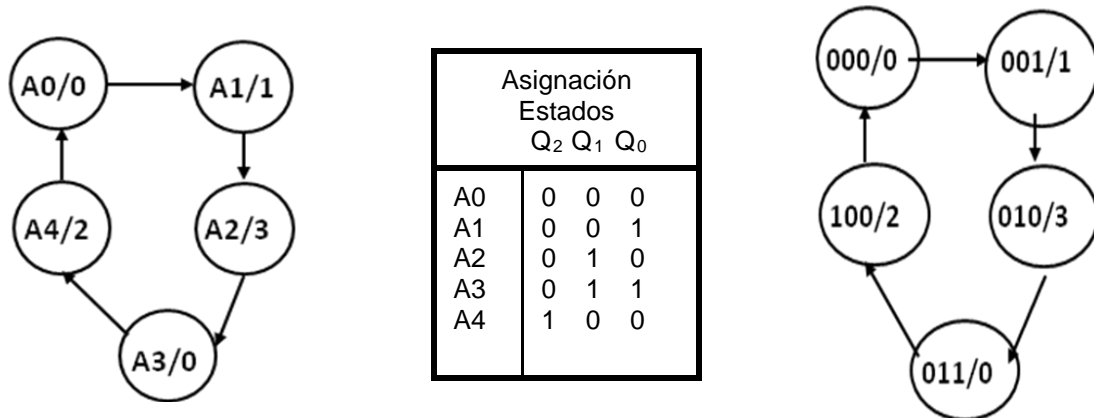 A0/0
A1/1
A4/2
A2/3
A3/0
Asignación
Estados
Q₂ Q₁ Q₀
A0 0 0 0
A1 0 0 1
A2 0 1 0
A3 0 1 1
A4 1 0 0
000/0
001/1
100/2
010/3
011/0